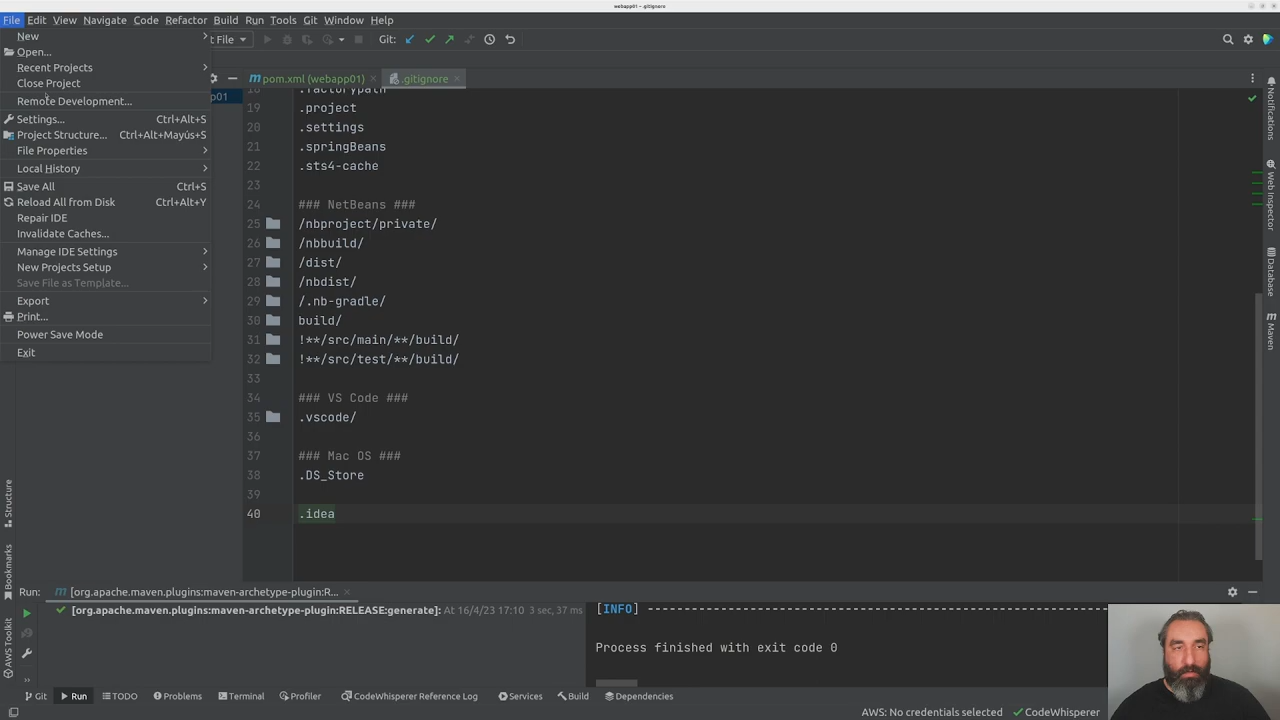 webapp01 – .gitignore
File Edit View Navigate Code Refactor Build Run Tools Git Window Help
New
Open...
Recent Projects
Close Project
Remote Development...
Settings... Ctrl+Alt+S
Project Structure... Ctrl+Alt+Mayús+S
File Properties
Local History
Save All Ctrl+S
Reload All from Disk Ctrl+Alt+Y
Repair IDE
Invalidate Caches...
Manage IDE Settings
New Projects Setup
Save File as Template...
Export
Print...
Power Save Mode
Exit
File
Git:
p01
pom.xml (webapp01)
.gitignore
18 .factorypath
19 .project
20 .settings
21 .springBeans
22 .sts4-cache
23
24 ### NetBeans ###
25 /nbproject/private/
26 /nbbuild/
27 /dist/
28 /nbdist/
29 /.nb-gradle/
30 build/
31 !**/src/main/**/build/
32 !**/src/test/**/build/
33
34 ### VS Code ###
35 .vscode/
36
37 ### Mac OS ###
38 .DS_Store
39
40 .idea
Notifications
Web Inspector
Database
Maven
Structure
Bookmarks
AWS Toolkit
Run: [org.apache.maven.plugins:maven-archetype-plugin:R...
[org.apache.maven.plugins:maven-archetype-plugin:RELEASE:generate]: At 16/4/23 17:10 3 sec, 37 ms
[INFO] ------------------------------------------------------------------------
Process finished with exit code 0
Git Run TODO Problems Terminal Profiler CodeWhisperer Reference Log Services Build Dependencies
AWS: No credentials selected CodeWhisperer